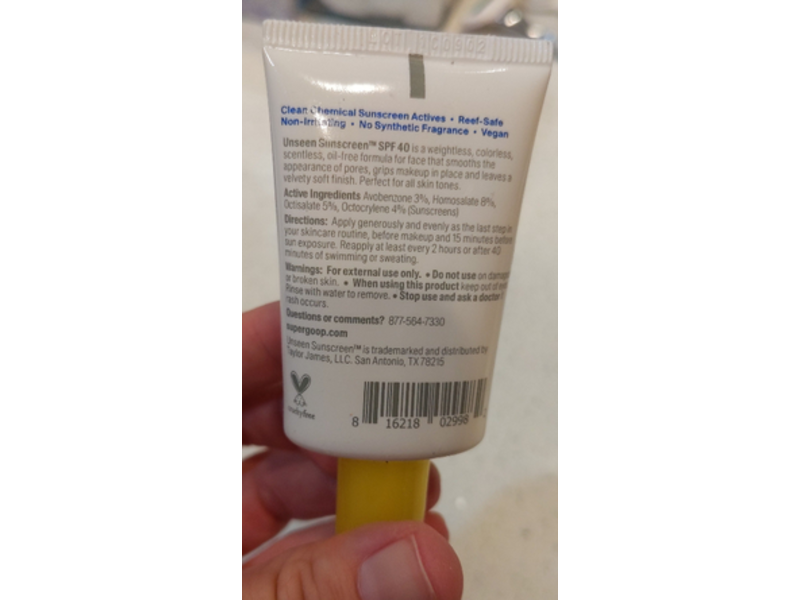 Clean Chemical Sunscreen Actives • Reef-Safe
Non-Irritating • No Synthetic Fragrance • Vegan
Unseen Sunscreen™ SPF 40 is a weightless, colorless,
scentless, oil-free formula for face that smooths the
appearance of pores, grips makeup in place and leaves a
velvety soft finish. Perfect for all skin tones.
Active Ingredients Avobenzone 3%, Homosalate 8%,
Octisalate 5%, Octocrylene 4% (Sunscreens)
Directions: Apply generously and evenly as the last step in
your skincare routine, before makeup and 15 minutes before
sun exposure. Reapply at least every 2 hours or after 40
minutes of swimming or sweating.
Warnings: For external use only. • Do not use on damag
or broken skin. • When using this product keep out of
Rinse with water to remove. • Stop use and ask a doctor
rash occurs.
Questions or comments? 877-564-7330
supergoop.com
Unseen Sunscreen™ is trademarked and distributed by
Taylor James, LLC. San Antonio, TX 78215
crueltyfree
8 16218 02998